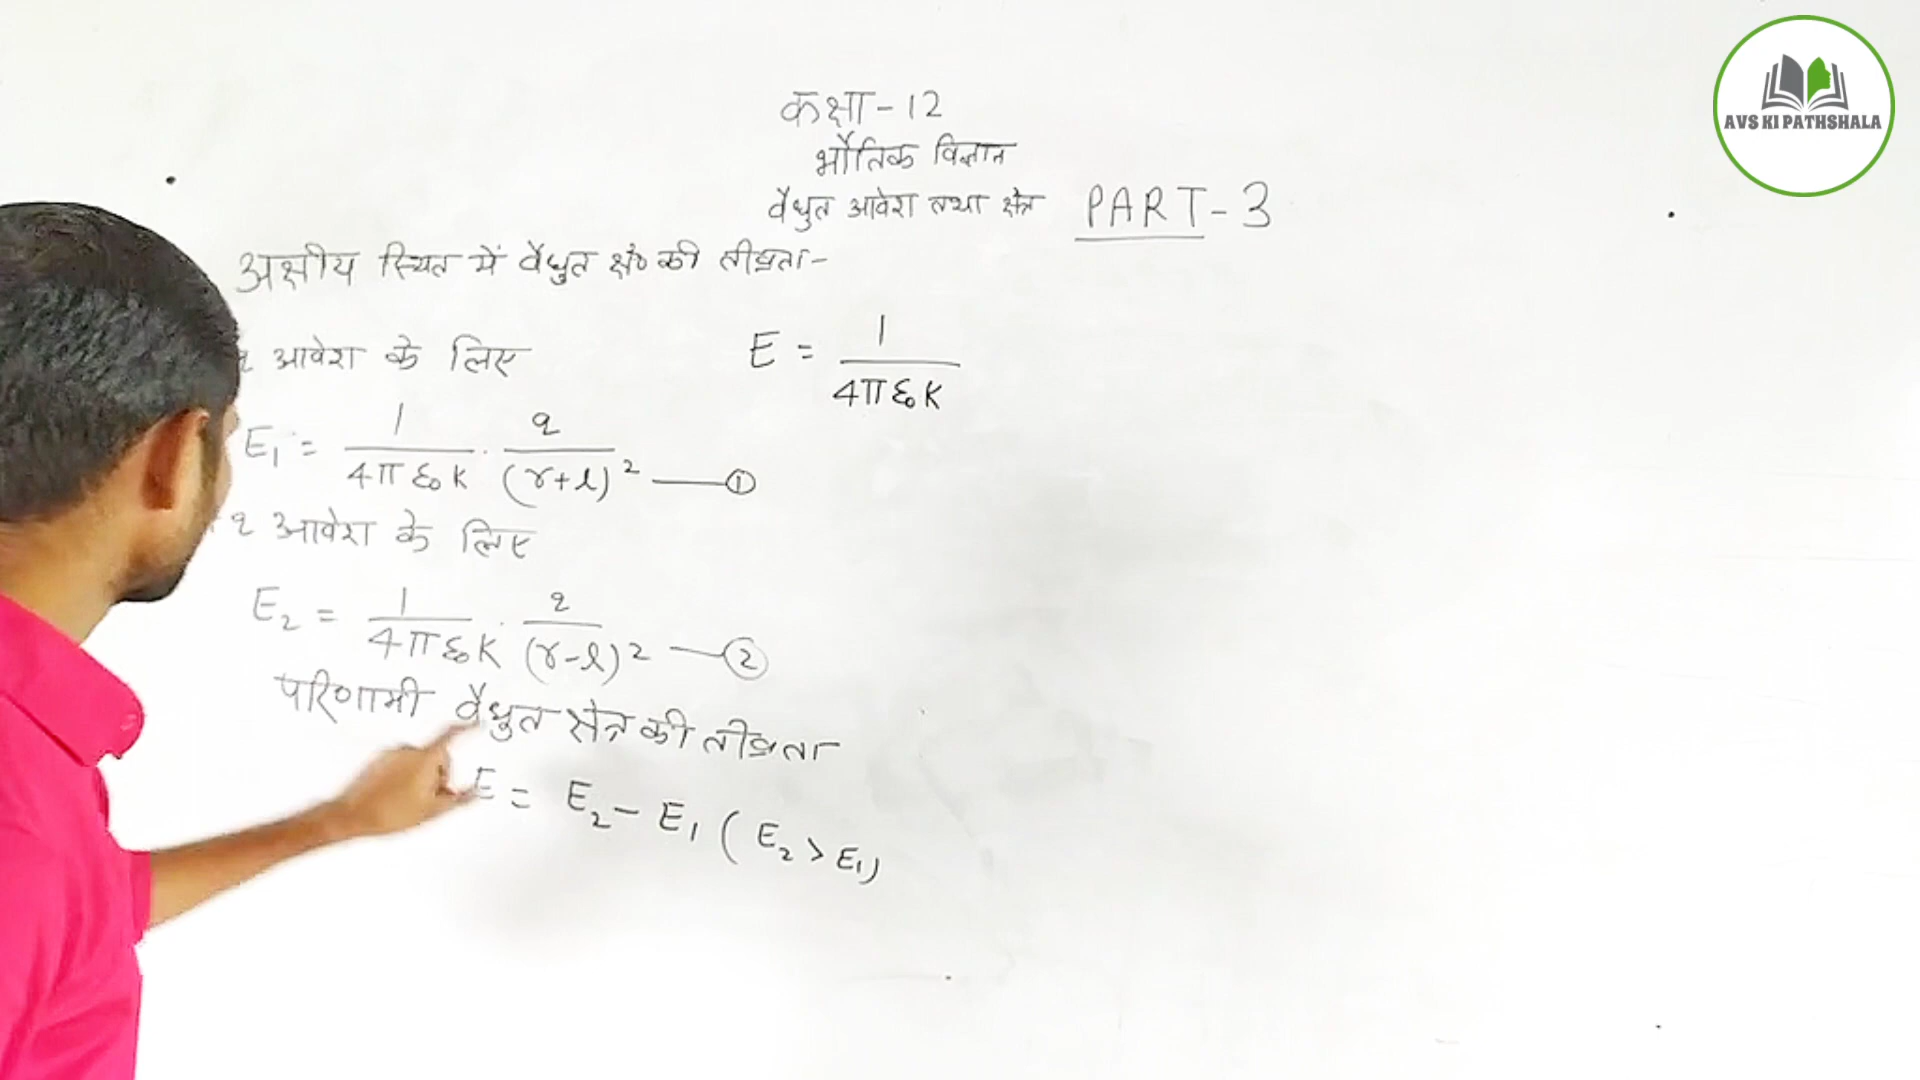 AVS KI PATHSHALA
कक्षा-12
भौतिक विज्ञान
वैधुत आवेश तथा क्षेत्र PART-3
अक्षीय स्थित में वैधुत क्षे० की तीव्रता-
q आवेश के लिए
E₁ = 1/4πε₀K · q/(r+l)² —①
+q आवेश के लिए
E₂ = 1/4πε₀K · q/(r-l)² —②
परिणामी वैधुत क्षेत्र की तीव्रता
E = E₂ - E₁ (E₂ > E₁)
E = 1/4πε₀K